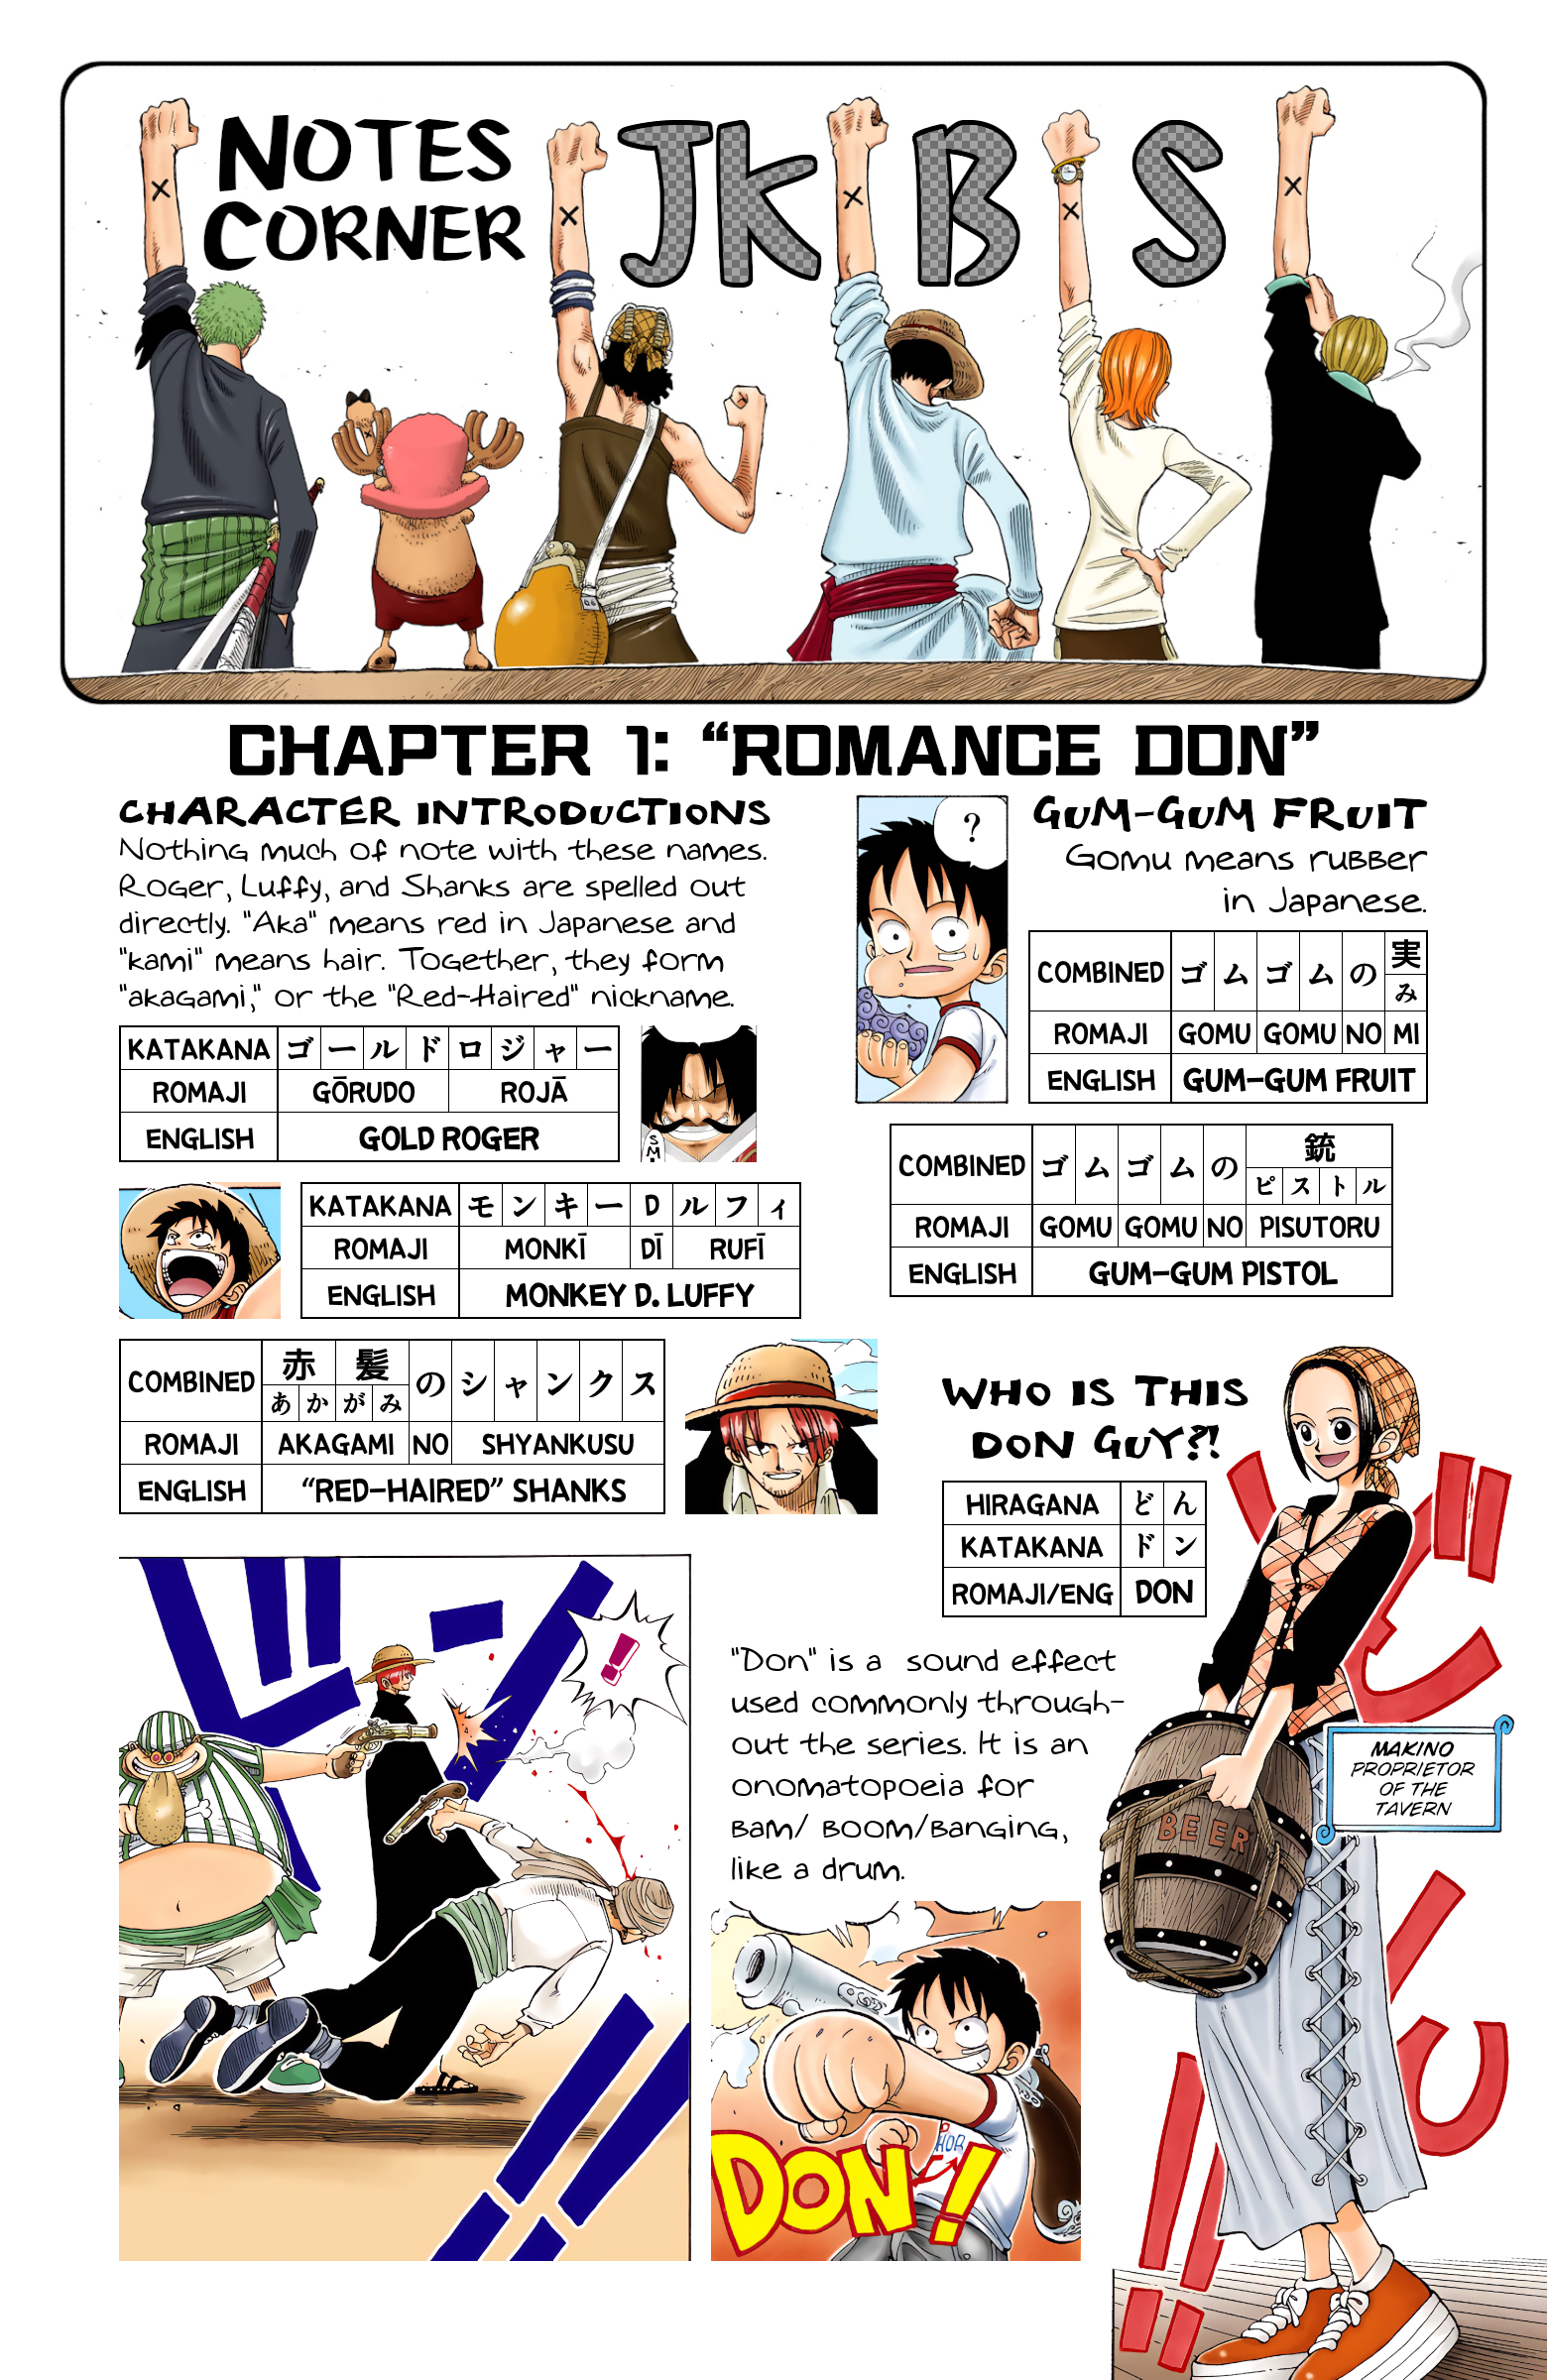 NOTES
CORNER
JKBS
CHAPTER 1: “ROMANCE DON”
CHARACTER INTRODUCTIONS
Nothing much of note with these names.
Roger, Luffy, and Shanks are spelled out
directly. "Aka" means red in Japanese and
"kami" means hair. Together, they form
"akagami," or the "Red-Haired" nickname.
KATAKANA ゴ ー ル ド ロ ジ ャ ー
ROMAJI GŌRUDO ROJĀ
ENGLISH GOLD ROGER
SMI
KATAKANA モ ン キ ー D ル フ ィ
ROMAJI MONKĪ DĪ RUFĪ
ENGLISH MONKEY D. LUFFY
COMBINED 赤 髪 の シ ャ ン ク ス
あ か が み
ROMAJI AKAGAMI NO SHYANKUSU
ENGLISH “RED-HAIRED” SHANKS
?
GUM-GUM FRUIT
Gomu means rubber
in Japanese.
COMBINED ゴ ム ゴ ム の 実
み
ROMAJI GOMU GOMU NO MI
ENGLISH GUM-GUM FRUIT
COMBINED ゴ ム ゴ ム の 銃
ピ ス ト ル
ROMAJI GOMU GOMU NO PISUTORU
ENGLISH GUM-GUM PISTOL
WHO IS THIS
DON GUY?!
HIRAGANA ど ん
KATAKANA ド ン
ROMAJI/ENG DON
"Don" is a sound effect
used commonly through-
out the series. It is an
onomatopoeia for
Bam/ Boom/Banging,
like a drum.
ドン!!
!
DON!
HOR
どん!!
MAKINO
PROPRIETOR
OF THE
TAVERN
BEER